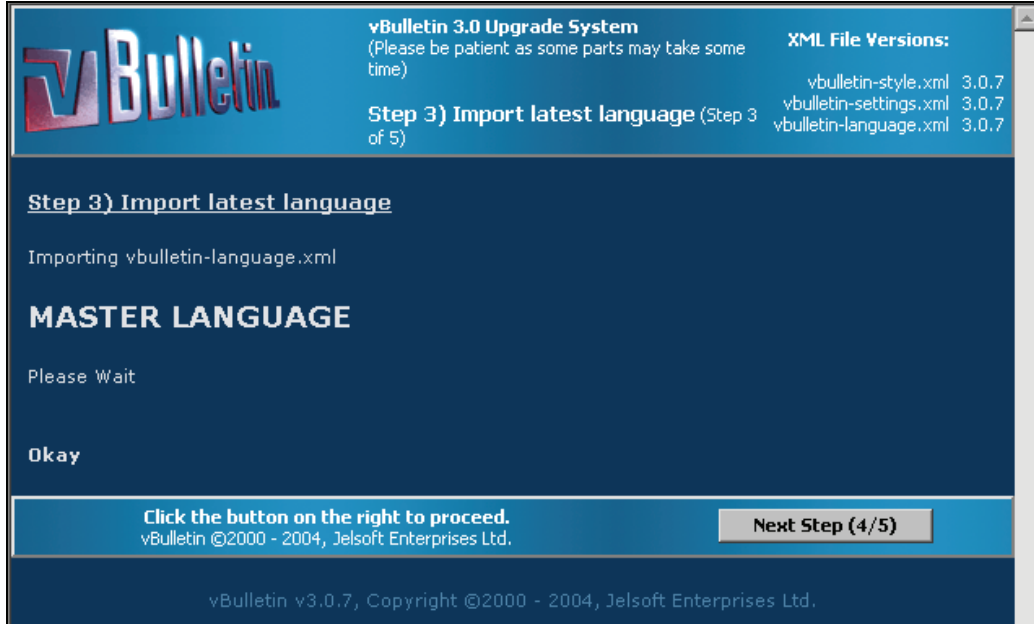 vBulletin
vBulletin 3.0 Upgrade System
(Please be patient as some parts may take some
time)
Step 3) Import latest language (Step 3
of 5)
XML File Versions:
vbulletin-style.xml 3.0.7
vbulletin-settings.xml 3.0.7
vbulletin-language.xml 3.0.7
Step 3) Import latest language
Importing vbulletin-language.xml
MASTER LANGUAGE
Please Wait
Okay
Click the button on the right to proceed.
vBulletin ©2000 - 2004, Jelsoft Enterprises Ltd.
Next Step (4/5)
vBulletin v3.0.7, Copyright ©2000 - 2004, Jelsoft Enterprises Ltd.